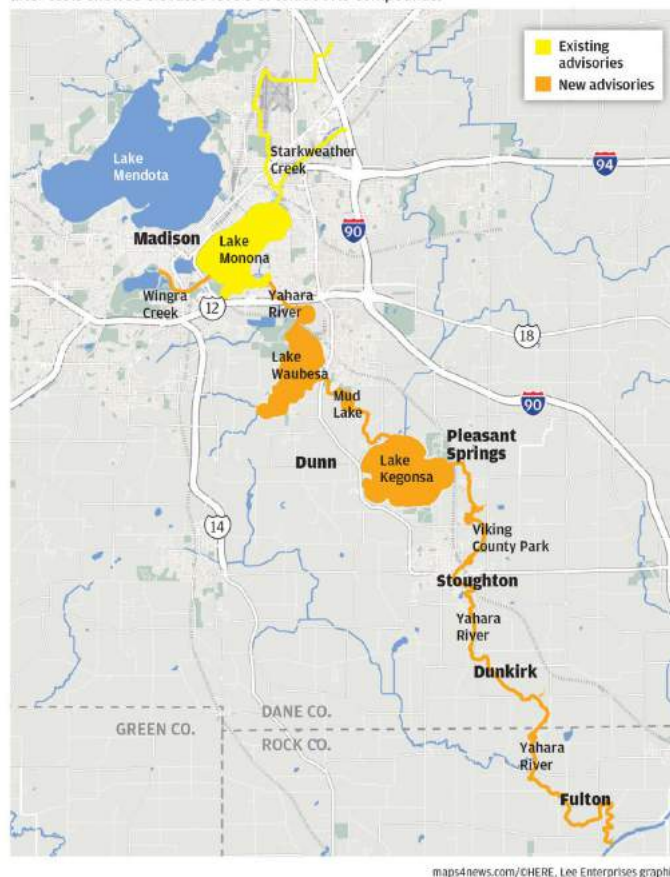 Existing
advisories
New advisories
Starkweather
Creek
Lake
Mendota
94
Madison
90
Lake
Monona
Wingra
Creek
12
Yahara
River
18
Lake
Waubesa
90
Mud
Lake
Pleasant
Springs
Dunn
Lake
Kegonsa
14
Viking
County Park
Stoughton
Yahara
River
Dunkirk
DANE CO.
GREEN CO.
ROCK CO.
Yahara
River
Fulton
maps4news.com/©HERE, Lee Enterprises graphi